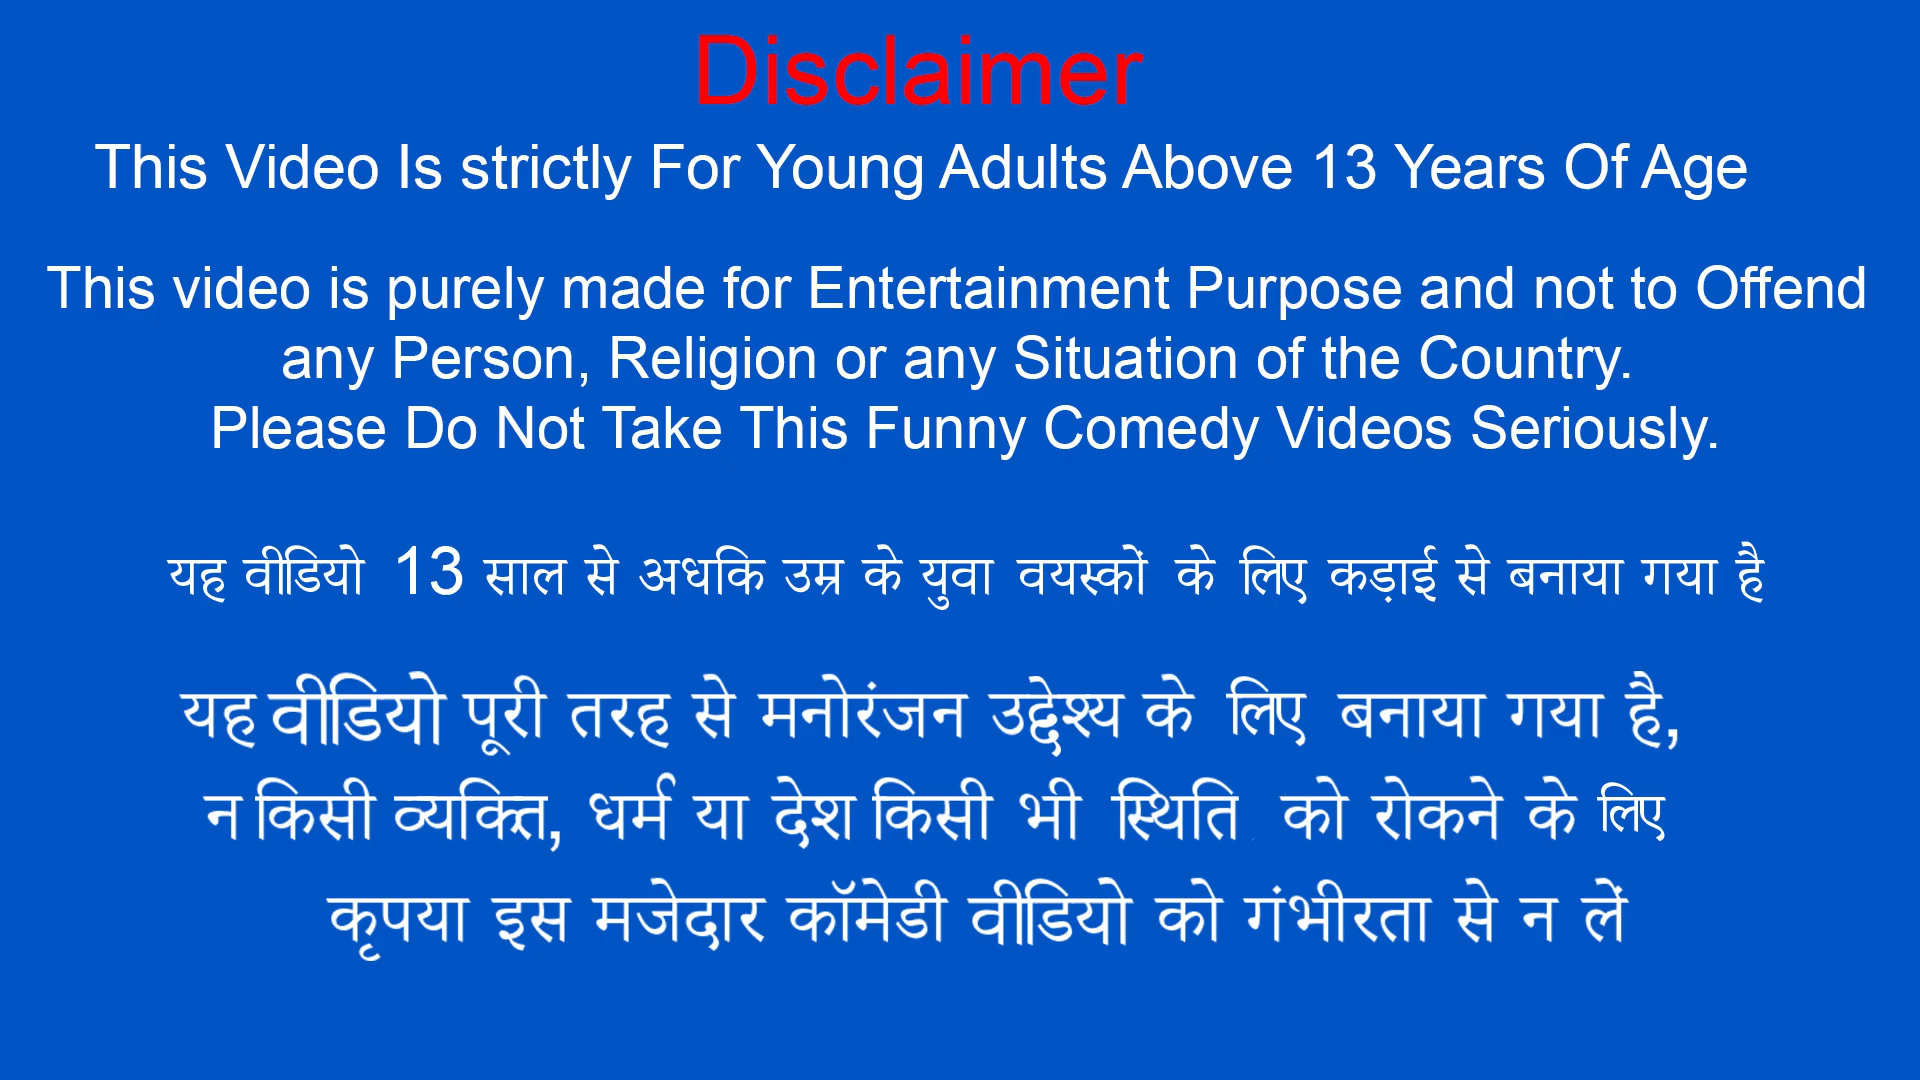 Disclaimer
This Video Is strictly For Young Adults Above 13 Years Of Age
This video is purely made for Entertainment Purpose and not to Offend
any Person, Religion or any Situation of the Country.
Please Do Not Take This Funny Comedy Videos Seriously.
यह वीडियो 13 साल से अधकि उम्र के युवा वयस्कों के लिए कड़ाई से बनाया गया है
यह वीडियो पूरी तरह से मनोरंजन उद्देश्य के लिए बनाया गया है,
न किसी व्यक्ति, धर्म या देश किसी भी स्थिति को रोकने के लिए
कृपया इस मजेदार कॉमेडी वीडियो को गंभीरता से न लें